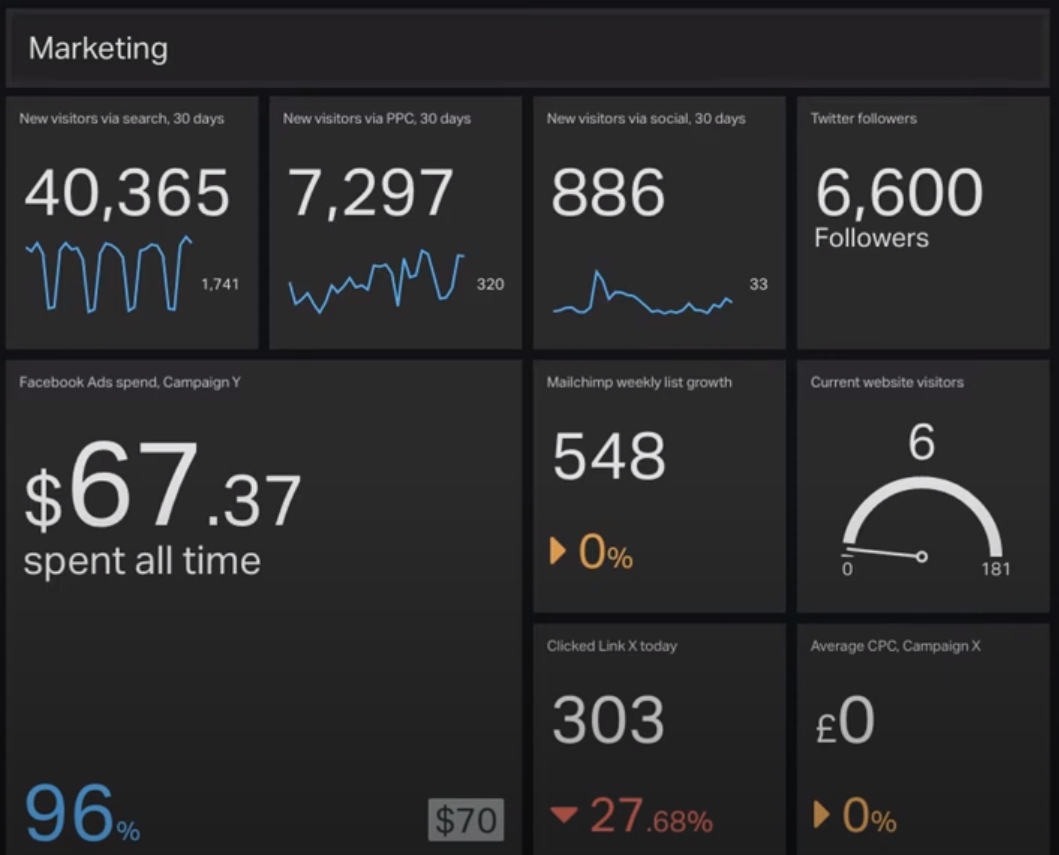 Marketing
New visitors via search, 30 days
40,365
1,741
New visitors via PPC, 30 days
7,297
320
New visitors via social, 30 days
886
33
Twitter followers
6,600
Followers
Facebook Ads spend, Campaign Y
$67.37
spent all time
96%
$70
Mailchimp weekly list growth
548
0%
Current website visitors
6
0
181
Clicked Link X today
303
27.68%
Average CPC, Campaign X
£0
0%